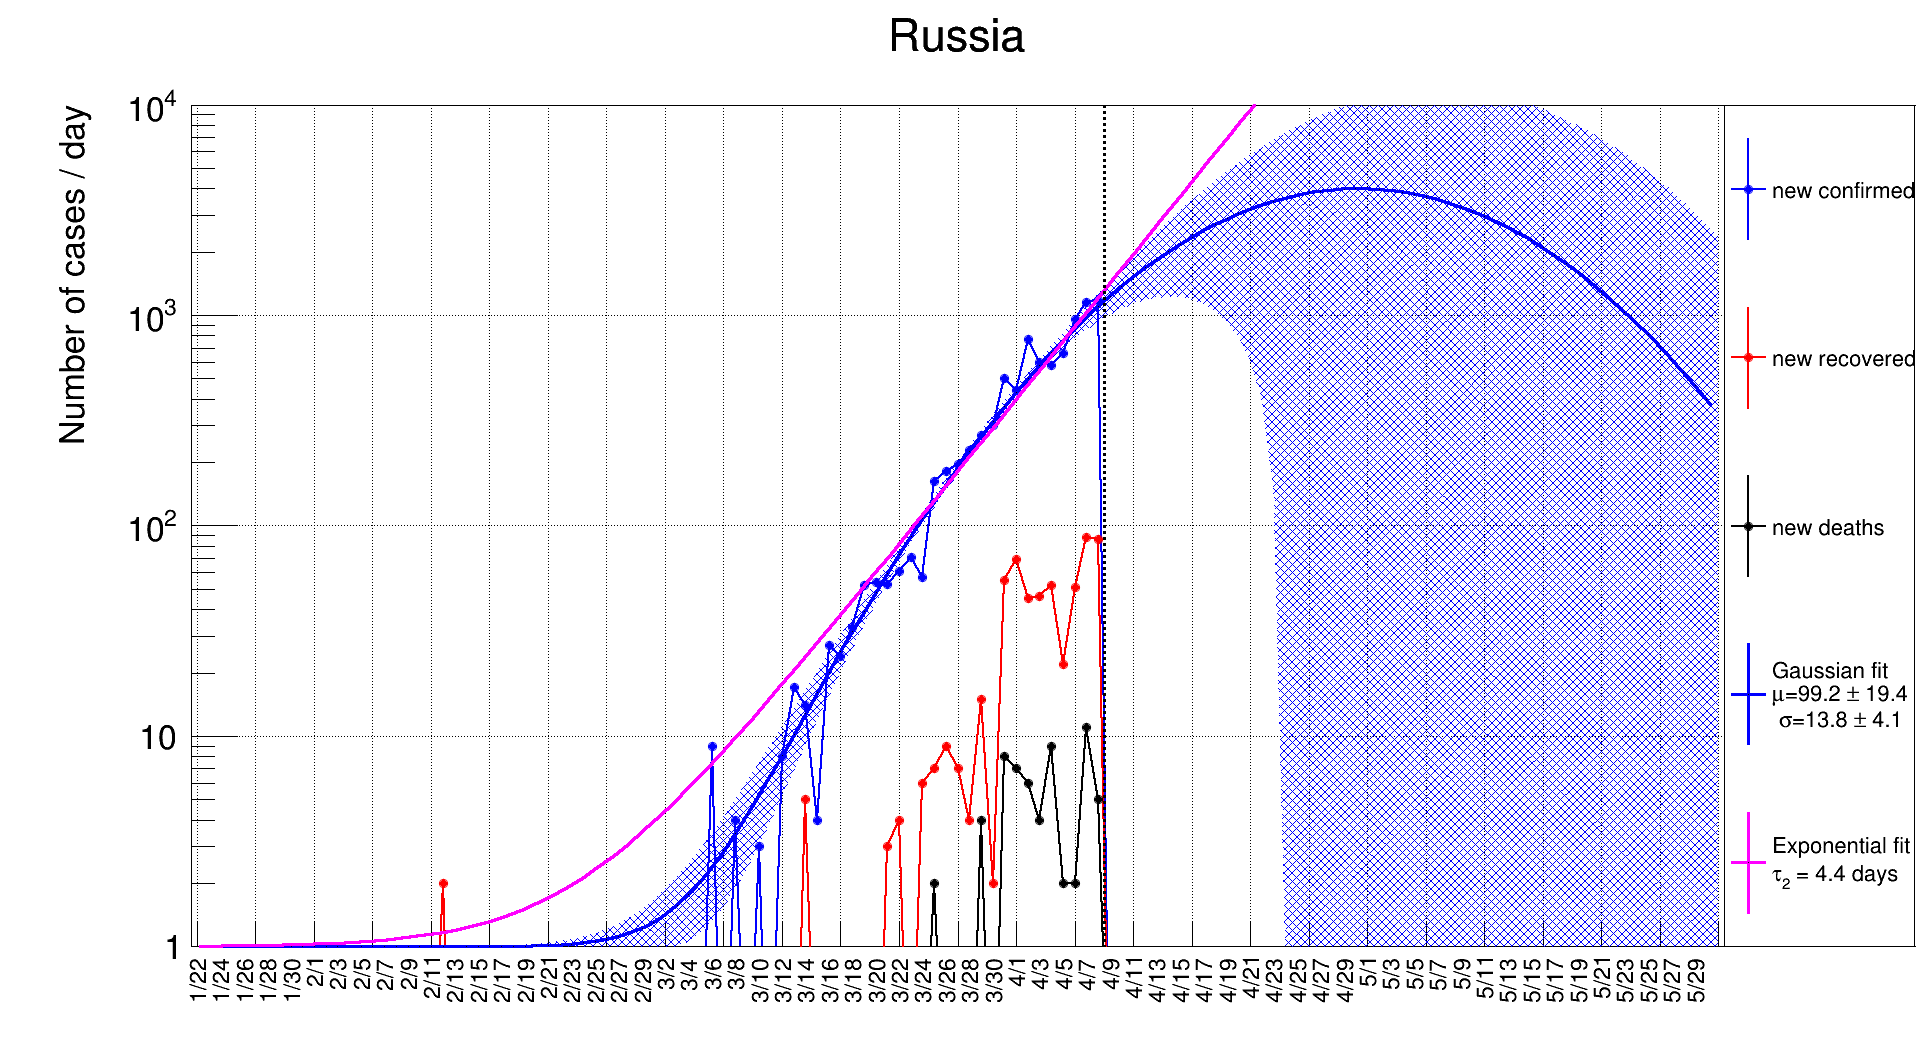 Russia
Number of cases / day
10⁴
10³
10²
10
1
1/22 1/24 1/26 1/28 1/30 2/1 2/3 2/5 2/7 2/9 2/11 2/13 2/15 2/17 2/19 2/21 2/23 2/25 2/27 2/29 3/2 3/4 3/6 3/8 3/10 3/12 3/14 3/16 3/18 3/20 3/22 3/24 3/26 3/28 3/30 4/1 4/3 4/5 4/7 4/9 4/11 4/13 4/15 4/17 4/19 4/21 4/23 4/25 4/27 4/29 5/1 5/3 5/5 5/7 5/9 5/11 5/13 5/15 5/17 5/19 5/21 5/23 5/25 5/27 5/29
new confirmed
new recovered
new deaths
Gaussian fit
μ=99.2 ± 19.4
σ=13.8 ± 4.1
Exponential fit
τ₂ = 4.4 days